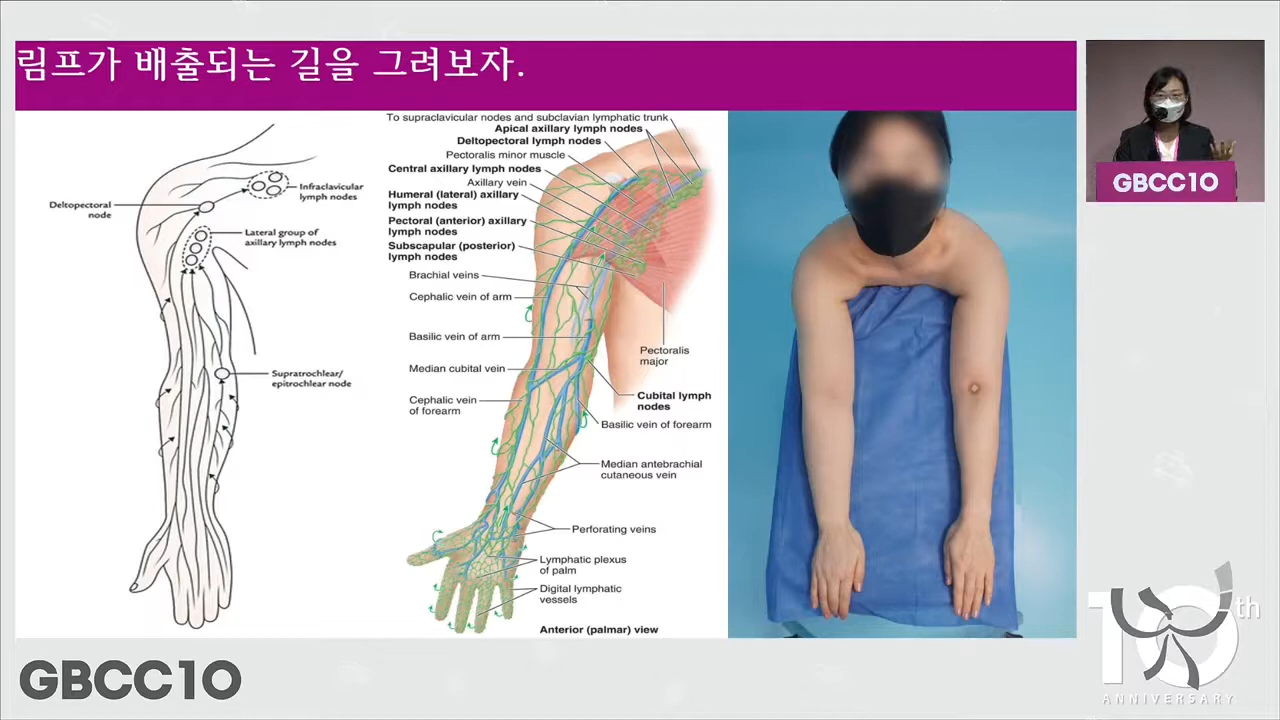 림프가 배출되는 길을 그려보자.
Deltopectoral
node
Infraclavicular
lymph nodes
Lateral group of
axillary lymph nodes
Supratrochlear/
epitrochlear node
To supraclavicular nodes and subclavian lymphatic trunk
Apical axillary lymph nodes
Deltopectoral lymph nodes
Pectoralis minor muscle
Central axillary lymph nodes
Axillary vein
Humeral (lateral) axillary
lymph nodes
Pectoral (anterior) axillary
lymph nodes
Subscapular (posterior)
lymph nodes
Brachial veins
Cephalic vein of arm
Basilic vein of arm
Median cubital vein
Cephalic vein
of forearm
Pectoralis
major
Cubital lymph
nodes
Basilic vein of forearm
Median antebrachial
cutaneous vein
Perforating veins
Lymphatic plexus
of palm
Digital lymphatic
vessels
Anterior (palmar) view
GBCC10
GBCC10
10th
ANNIVERSARY